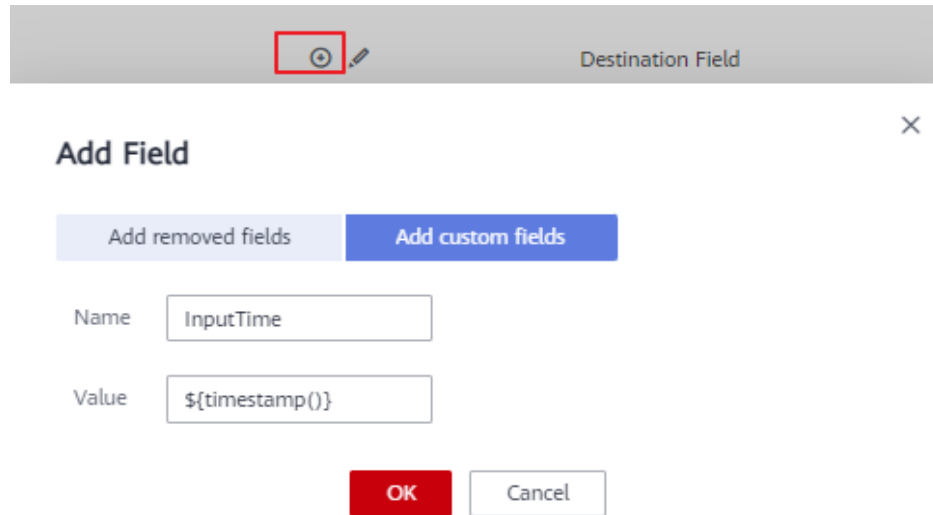 Destination Field
Add Field
Add removed fields
Add custom fields
Name
InputTime
Value
${timestamp()}
OK
Cancel